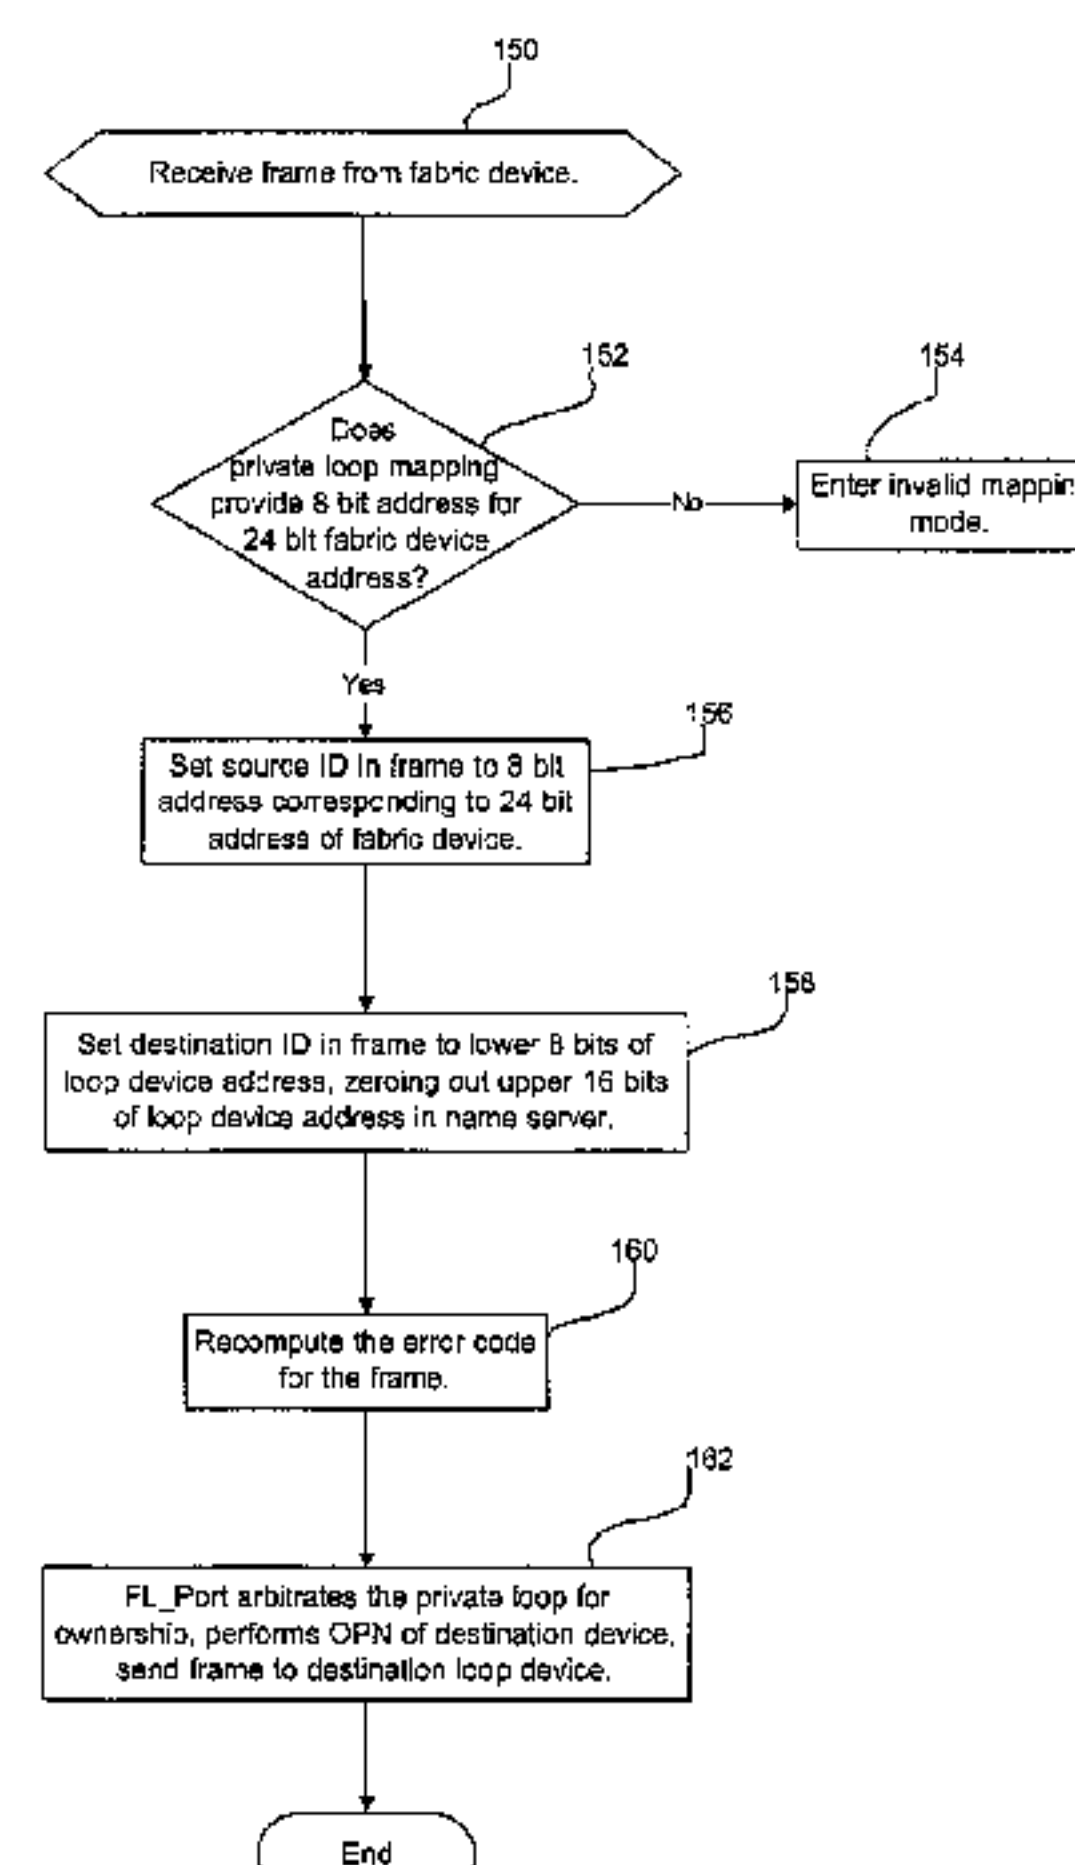 150
Receive frame from fabric device.
152
154
Does
private loop mapping
provide 8 bit address for
24 bit fabric device
address?
No
Enter invalid mappin
mode.
Yes
156
Set source ID in frame to 8 bit
address corresponding to 24 bit
address of fabric device.
158
Set destination ID in frame to lower 8 bits of
loop device address, zeroing out upper 16 bits
of loop device address in name server.
160
Recompute the error code
for the frame.
162
FL_Port arbitrates the private loop for
ownership, performs OPN of destination device,
send frame to destination loop device.
End